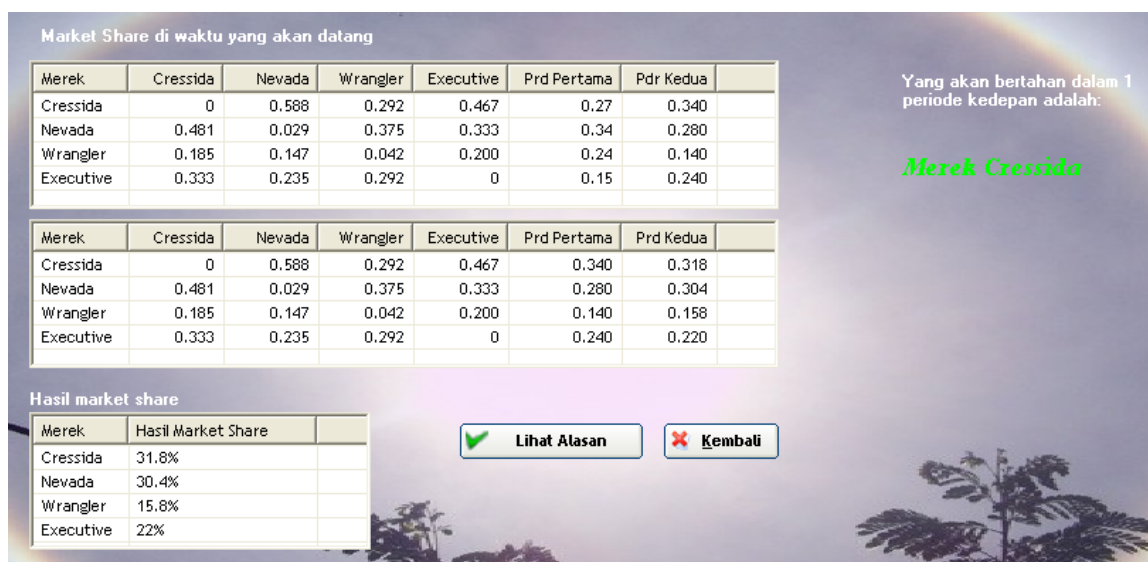 Market Share di waktu yang akan datang
Merek Cressida Nevada Wrangler Executive Prd Pertama Pdr Kedua
Cressida 0 0.588 0.292 0.467 0.27 0.340
Nevada 0.481 0.029 0.375 0.333 0.34 0.280
Wrangler 0.185 0.147 0.042 0.200 0.24 0.140
Executive 0.333 0.235 0.292 0 0.15 0.240
Yang akan bertahan dalam 1
periode kedepan adalah:
Merek Cressida
Merek Cressida Nevada Wrangler Executive Prd Pertama Prd Kedua
Cressida 0 0.588 0.292 0.467 0.340 0.318
Nevada 0.481 0.029 0.375 0.333 0.280 0.304
Wrangler 0.185 0.147 0.042 0.200 0.140 0.158
Executive 0.333 0.235 0.292 0 0.240 0.220
Hasil market share
Merek Hasil Market Share
Cressida 31.8%
Nevada 30.4%
Wrangler 15.8%
Executive 22%
Lihat Alasan
Kembali